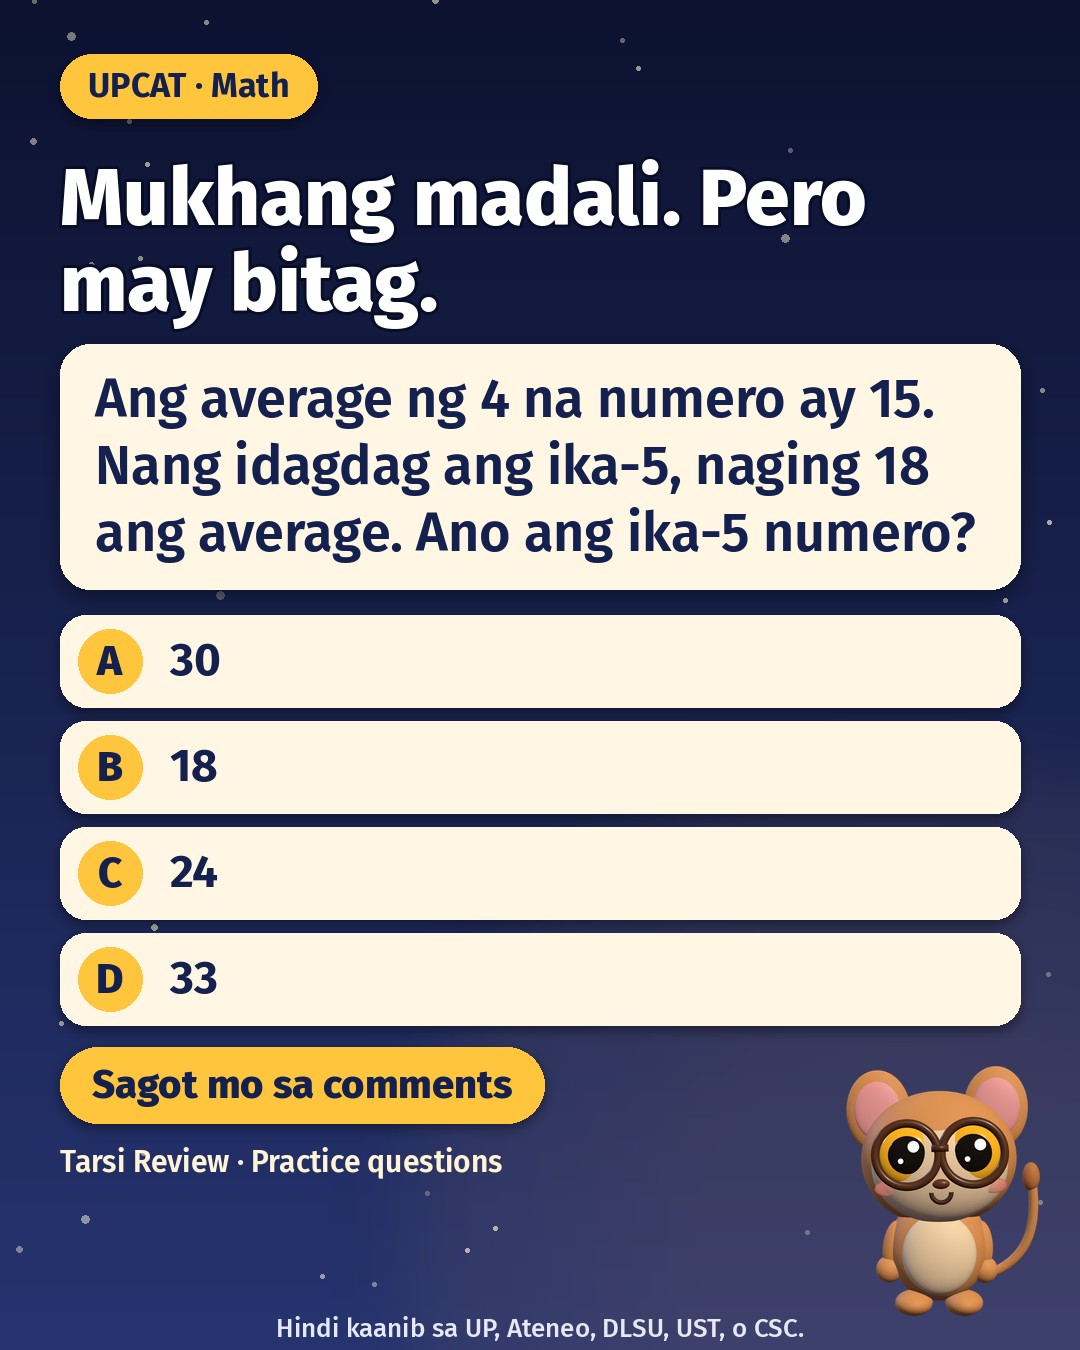 UPCAT · Math
Mukhang madali. Pero
may bitag.
Ang average ng 4 na numero ay 15.
Nang idagdag ang ika-5, naging 18
ang average. Ano ang ika-5 numero?
A 30
B 18
C 24
D 33
Sagot mo sa comments
Tarsi Review · Practice questions
Hindi kaanib sa UP, Ateneo, DLSU, UST, o CSC.